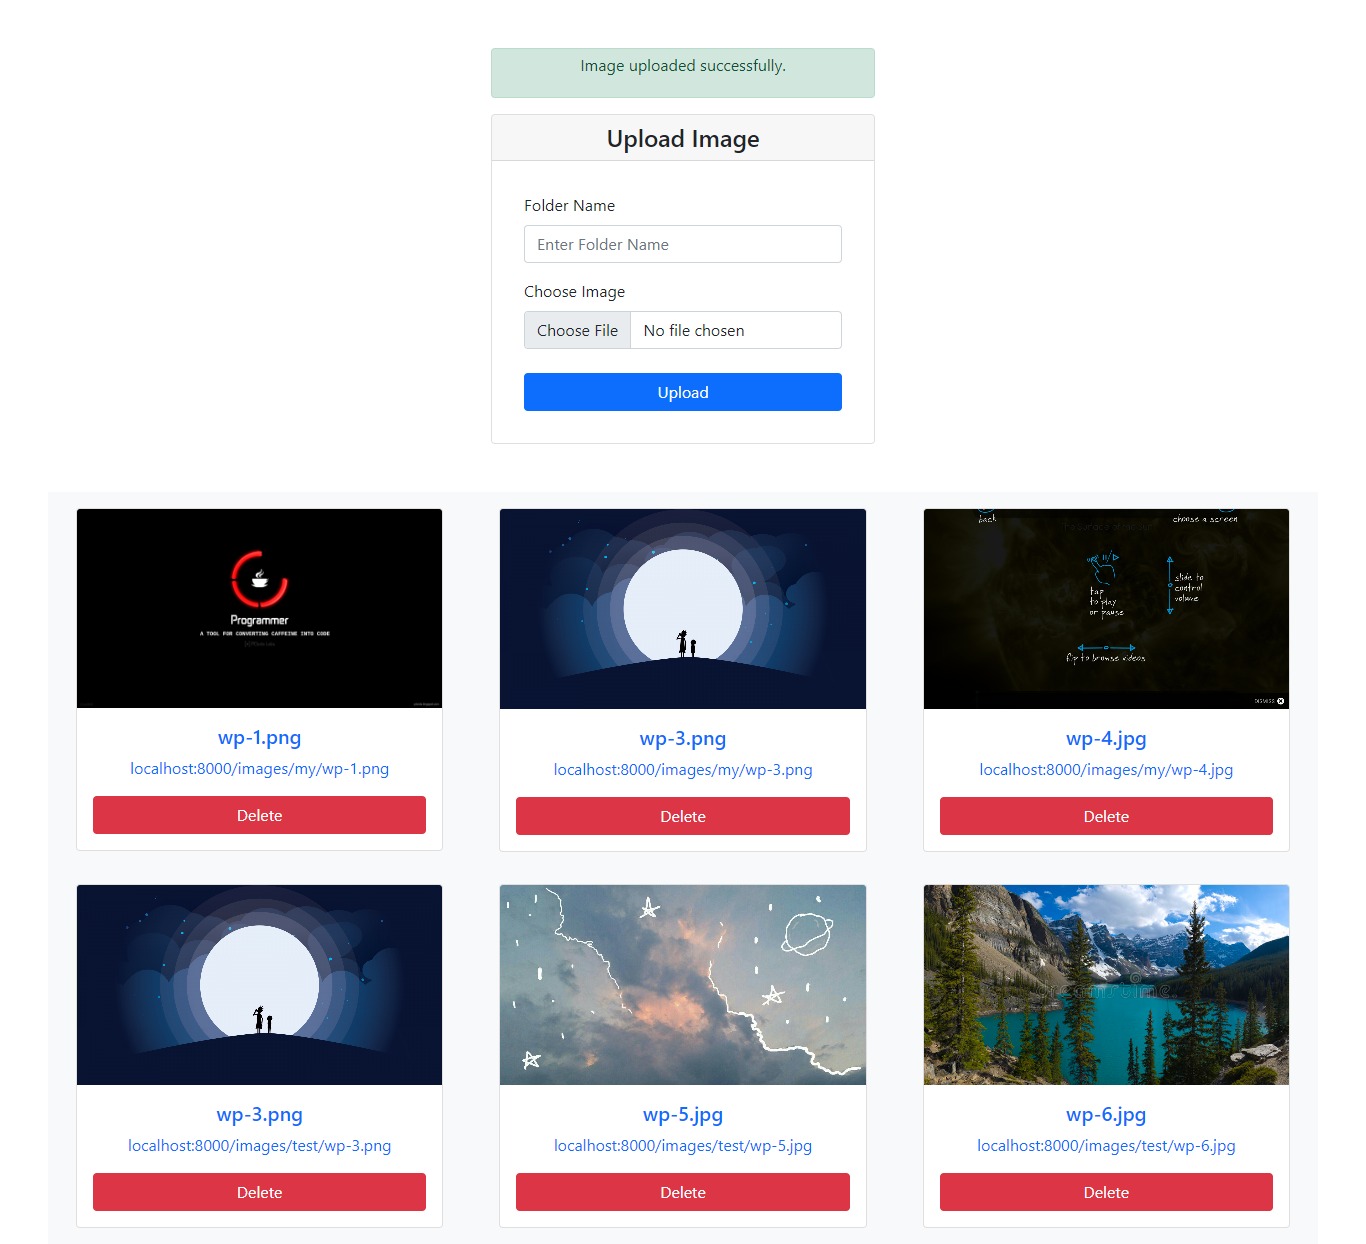 Image uploaded successfully.
Upload Image
Folder Name
Enter Folder Name
Choose Image
Choose File No file chosen
Upload
Programmer
A TOOL FOR CONVERTING CAFFEINE INTO CODE
back
choose a screen
tap
to play
or pause
slide to
control
volume
flip to browse videos
DISMISS
wp-1.png
localhost:8000/images/my/wp-1.png
Delete
wp-3.png
localhost:8000/images/my/wp-3.png
Delete
wp-4.jpg
localhost:8000/images/my/wp-4.jpg
Delete
dreamstime
wp-3.png
localhost:8000/images/test/wp-3.png
Delete
wp-5.jpg
localhost:8000/images/test/wp-5.jpg
Delete
wp-6.jpg
localhost:8000/images/test/wp-6.jpg
Delete